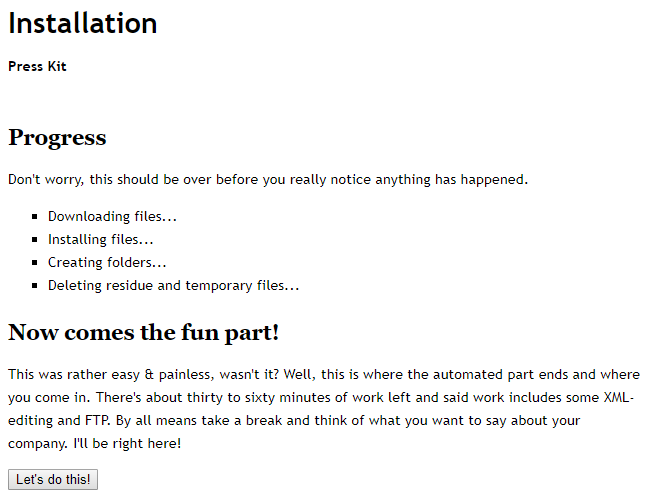 Installation
Press Kit
Progress
Don't worry, this should be over before you really notice anything has happened.
Downloading files...
Installing files...
Creating folders...
Deleting residue and temporary files...
Now comes the fun part!
This was rather easy & painless, wasn't it? Well, this is where the automated part ends and where
you come in. There's about thirty to sixty minutes of work left and said work includes some XML-
editing and FTP. By all means take a break and think of what you want to say about your
company. I'll be right here!
Let's do this!